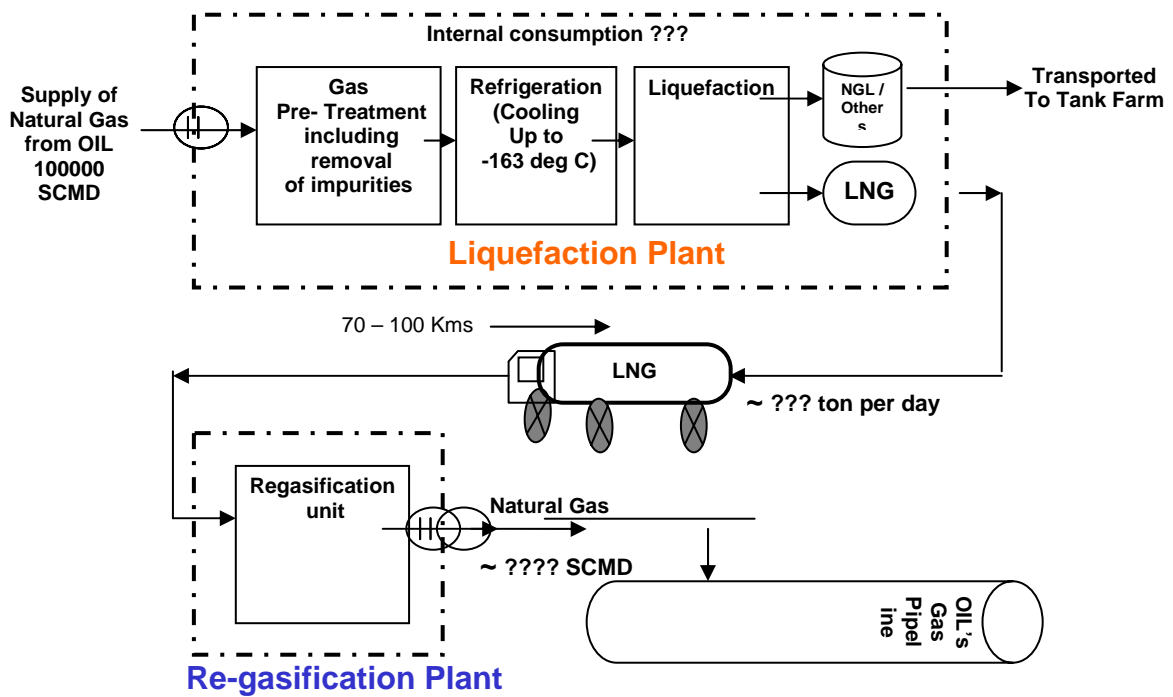 Internal consumption ???
Supply of
Natural Gas
from OIL
100000
SCMD
Gas
Pre- Treatment
including
removal
of impurities
Refrigeration
(Cooling
Up to
-163 deg C)
Liquefaction
NGL /
Other
s
Transported
To Tank Farm
LNG
Liquefaction Plant
70 – 100 Kms
LNG
~ ??? ton per day
Regasification
unit
Natural Gas
~ ???? SCMD
OIL's
Gas
Pipel
ine
Re-gasification Plant